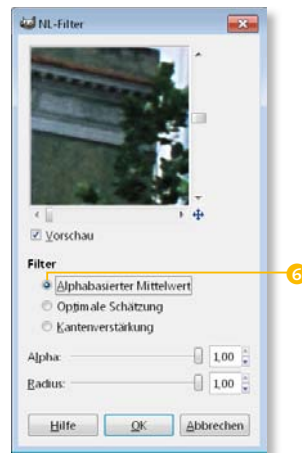 NL-Filter
Vorschau
Filter
Alphabasierter Mittelwert
6
Optimale Schätzung
Kantenverstärkung
Alpha: 1,00
Radius: 1,00
Hilfe OK Abbrechen